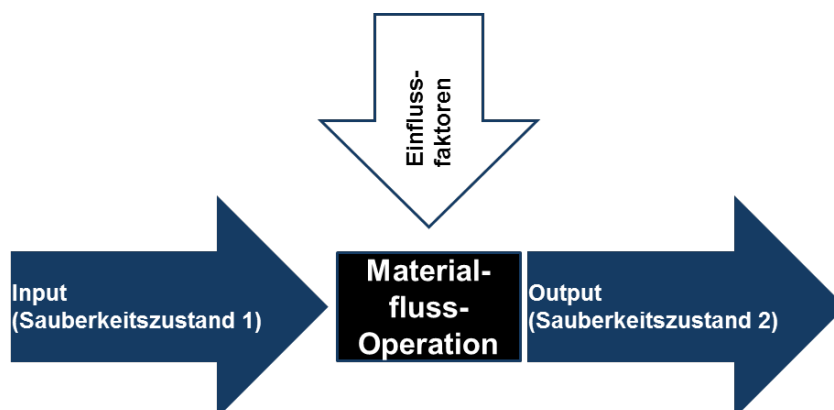 Einfluss-
faktoren
Input
(Sauberkeitszustand 1)
Material-
fluss-
Operation
Output
(Sauberkeitszustand 2)